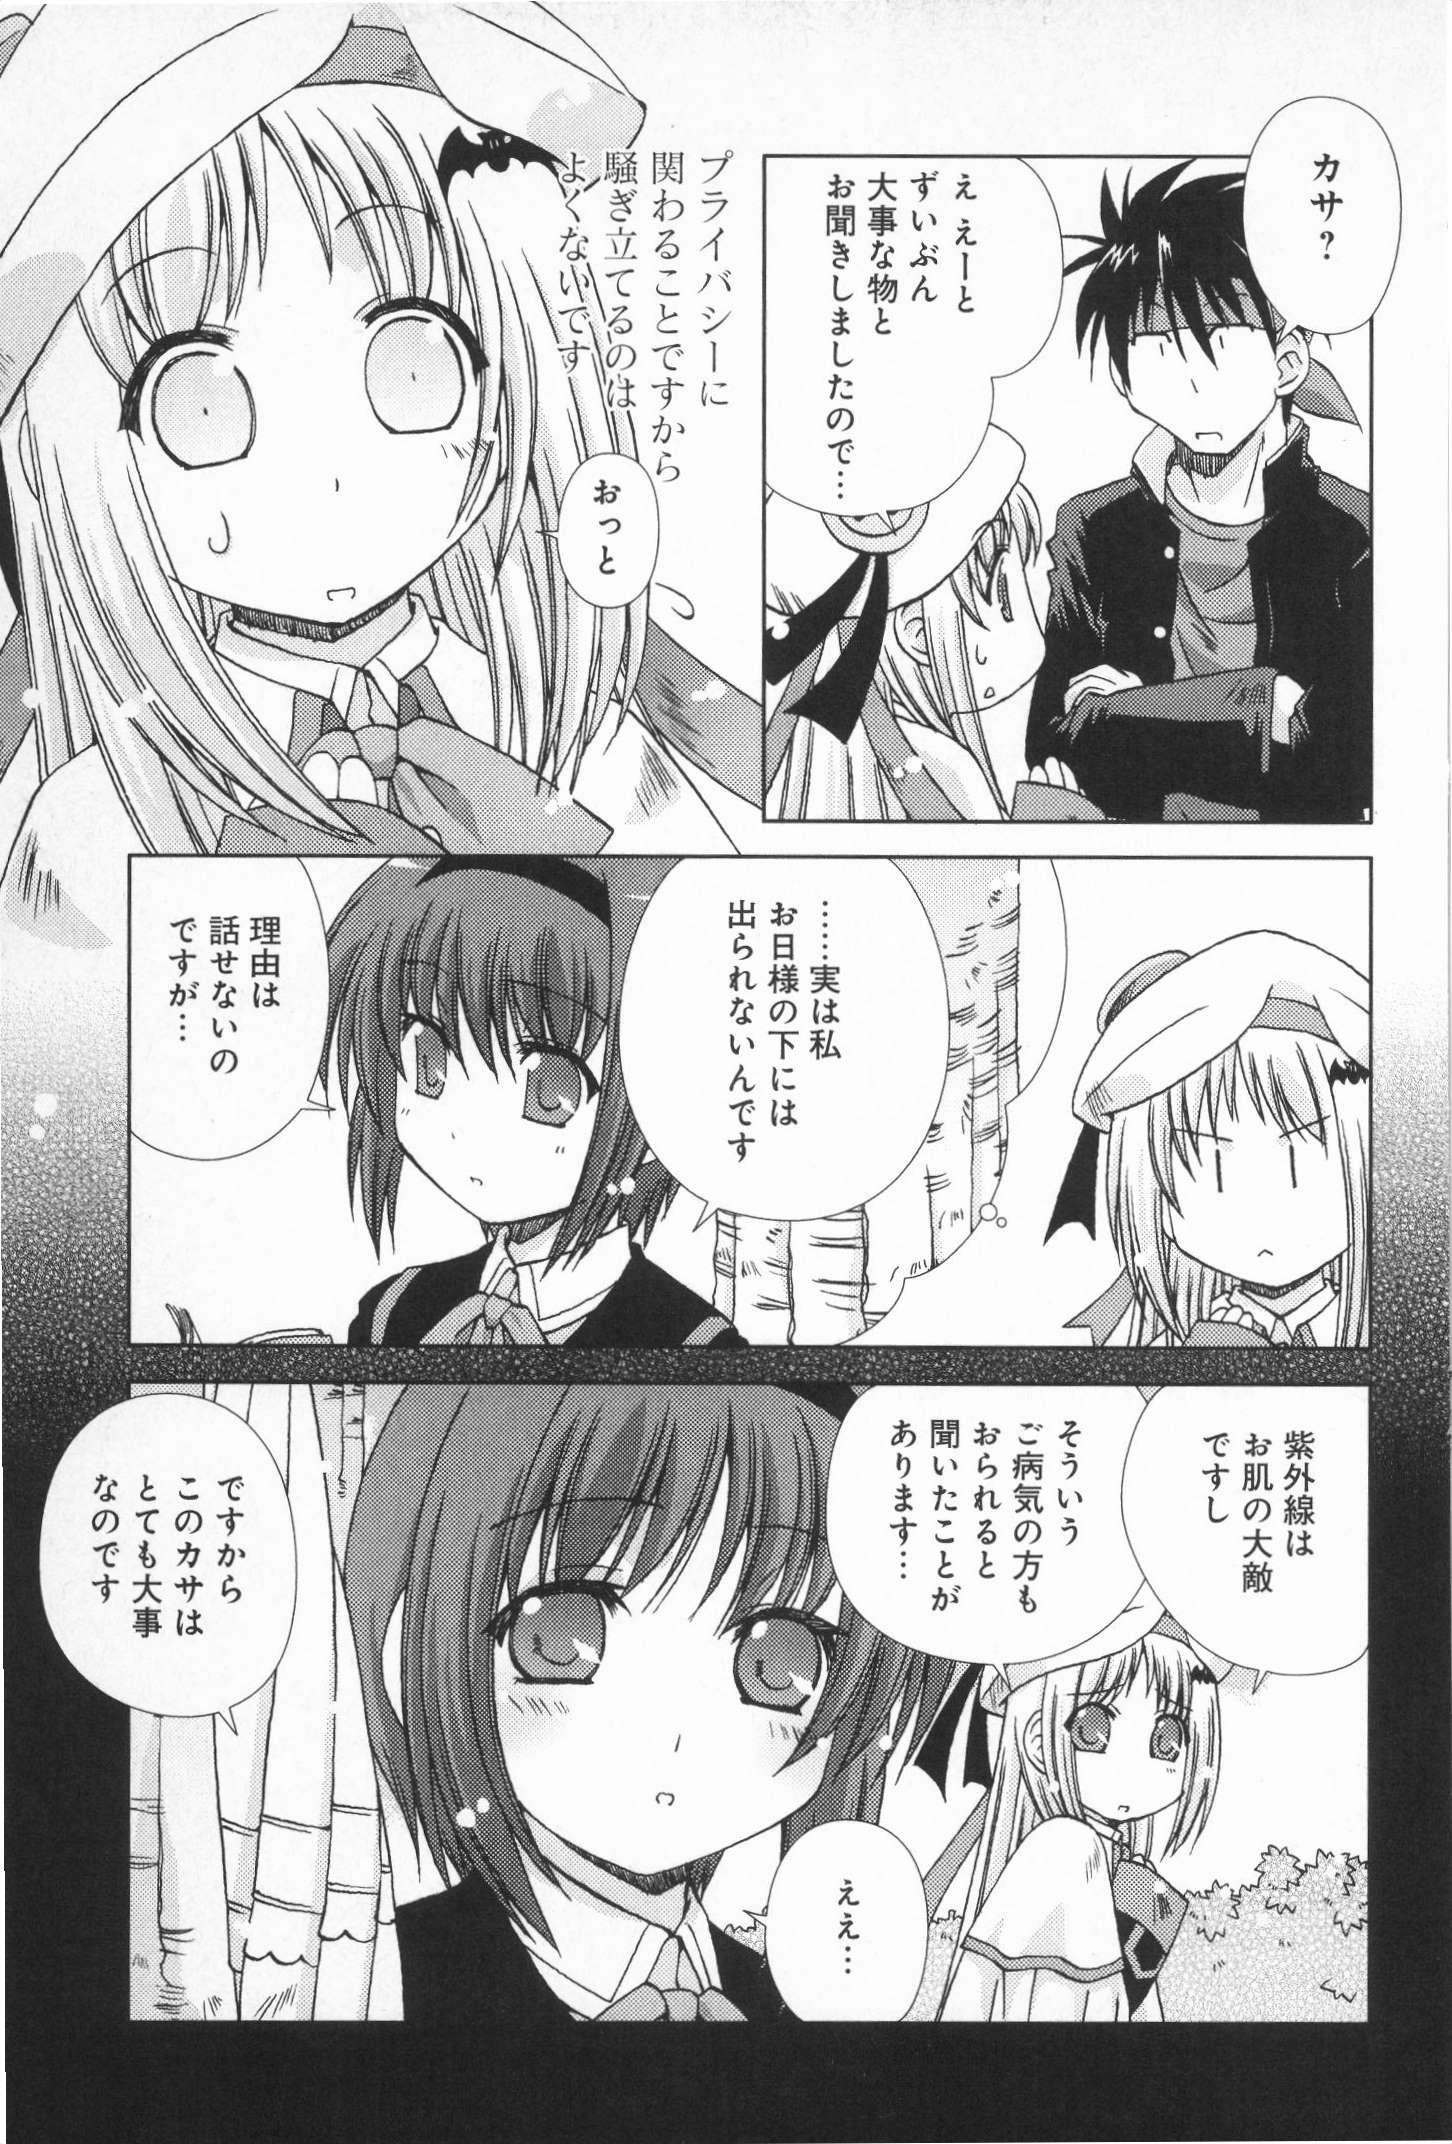 カサ?
え えーと
ずいぶん
大事な物と
お聞きしましたので…
プライバシーに
関わることですから
騒ぎ立てるのは
よくないです
おっと
……実は私
お日様の下には
出られないんです
理由は
話せないの
ですが…
紫外線は
お肌の大敵
ですし
そういう
ご病気の方も
おられると
聞いたことが
あります…
ええ…
ですから
このカサは
とても大事
なのです